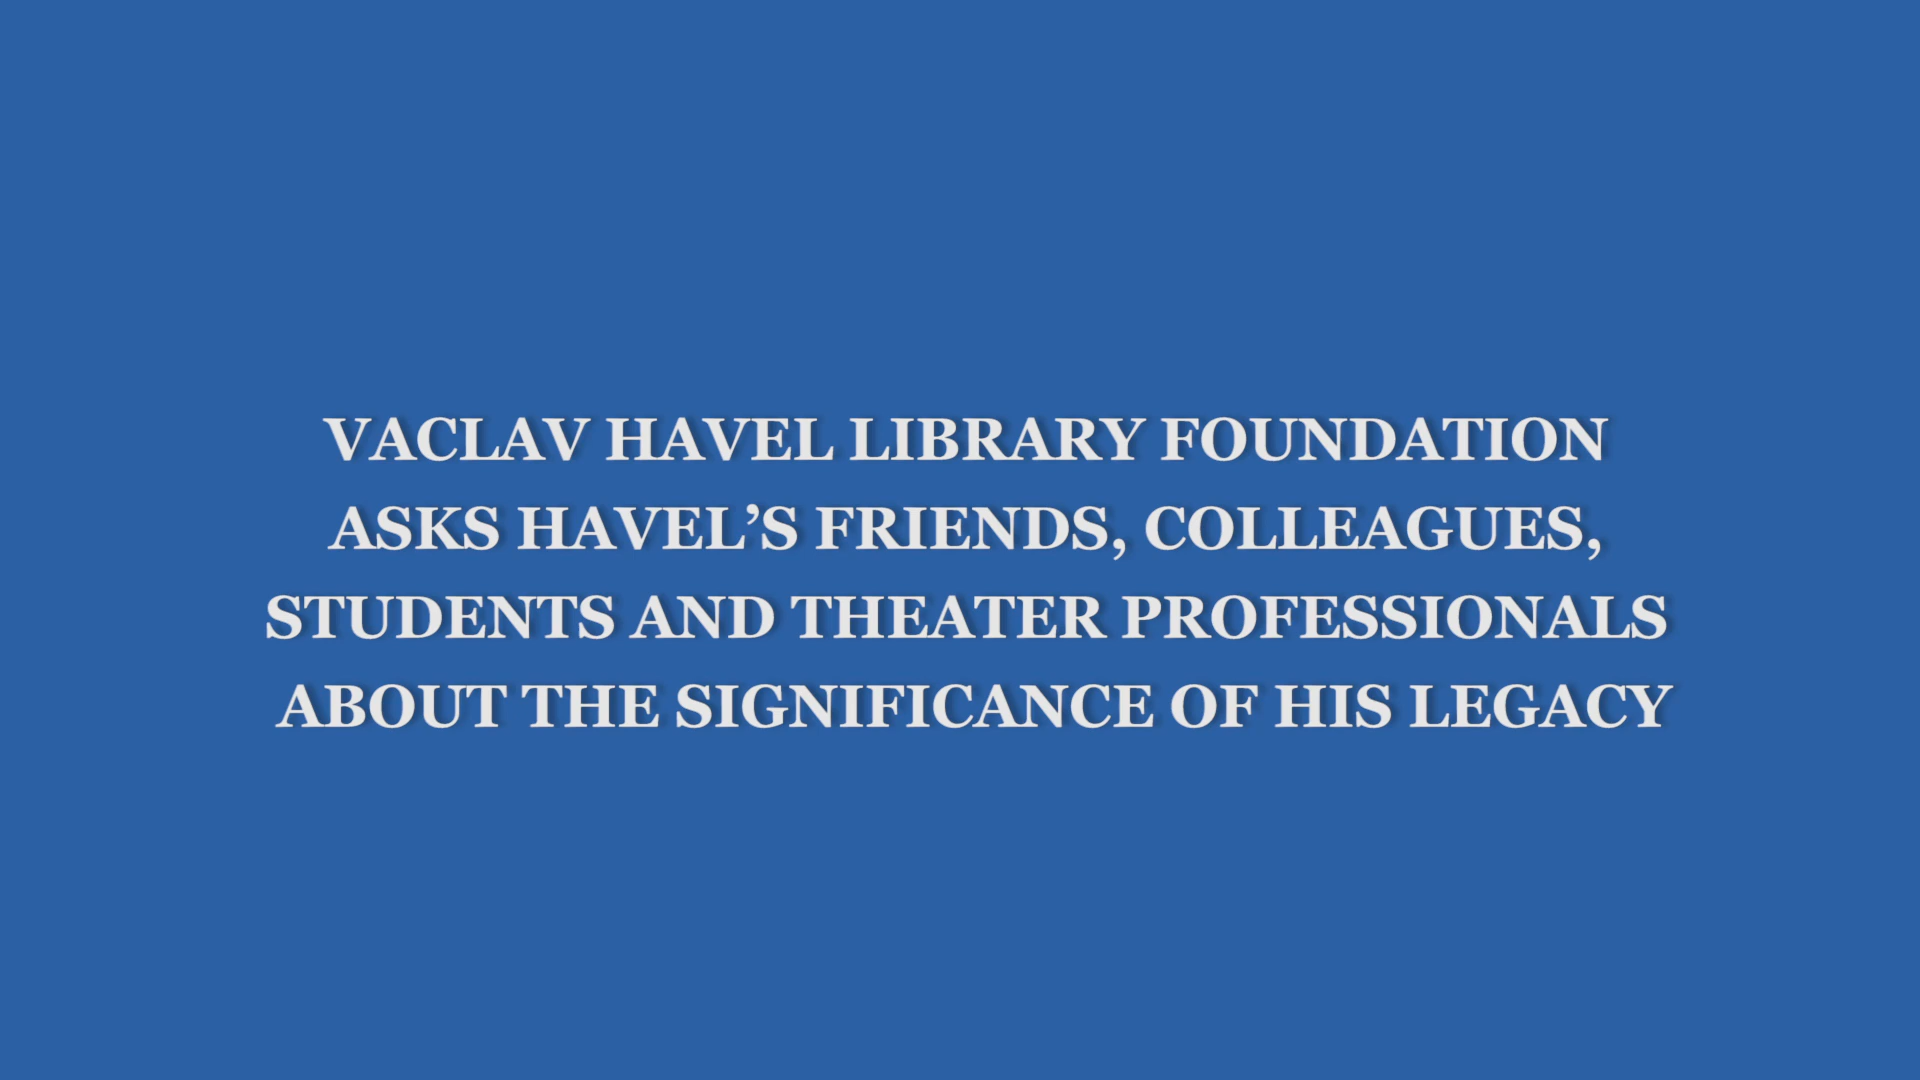 VACLAV HAVEL LIBRARY FOUNDATION
ASKS HAVEL’S FRIENDS, COLLEAGUES,
STUDENTS AND THEATER PROFESSIONALS
ABOUT THE SIGNIFICANCE OF HIS LEGACY